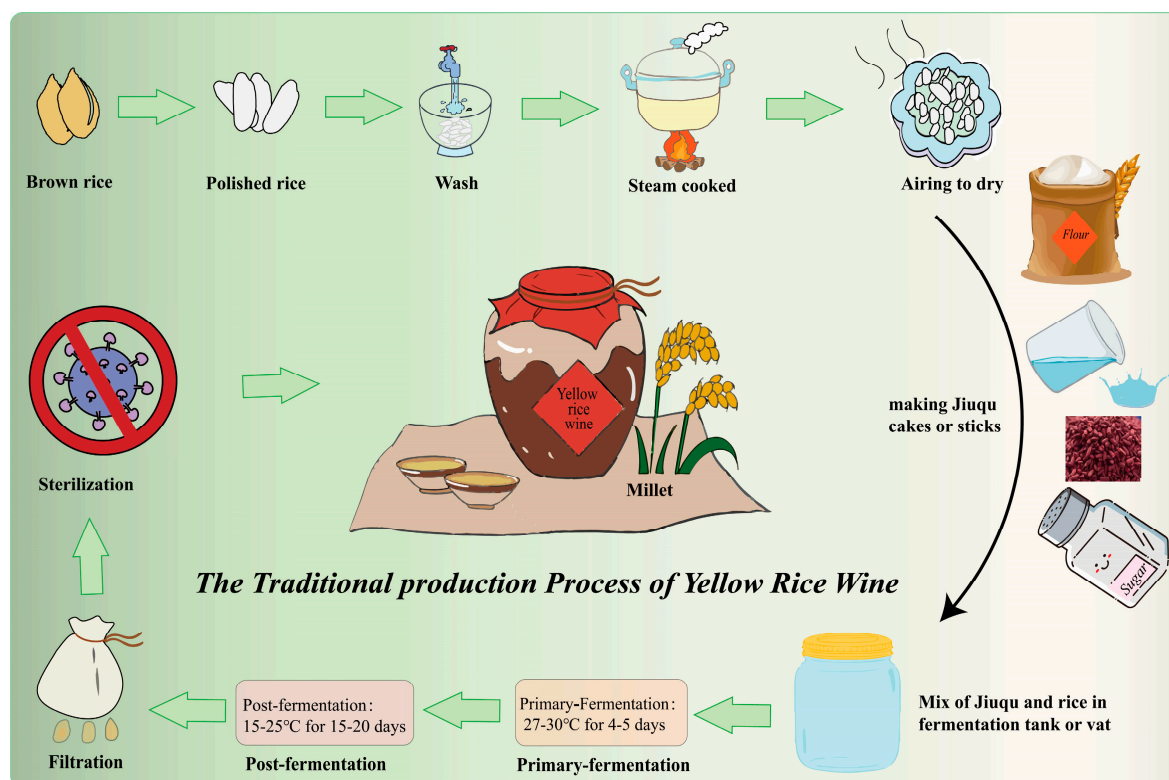 Brown rice
Polished rice
Wash
Steam cooked
Airing to dry
Flour
making Jiuqu
cakes or sticks
Sugar
Yellow
rice
wine
Millet
Sterilization
The Traditional production Process of Yellow Rice Wine
Mix of Jiuqu and rice in
fermentation tank or vat
Primary-Fermentation:
27-30℃ for 4-5 days
Primary-fermentation
Post-fermentation:
15-25℃ for 15-20 days
Post-fermentation
Filtration